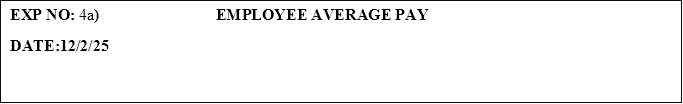 EXP NO: 4a) EMPLOYEE AVERAGE PAY
DATE:12/2/25